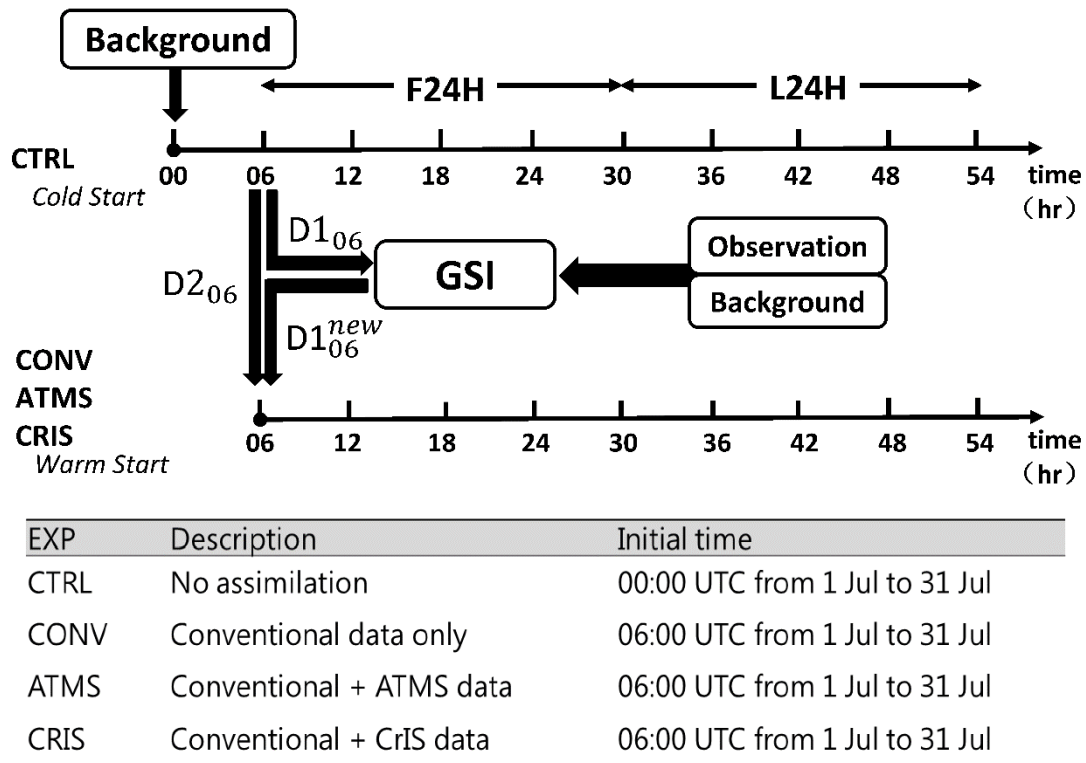 Background
F24H L24H
CTRL
Cold Start
00 06 12 18 24 30 36 42 48 54 time
（hr）
D1₀₆
D2₀₆
GSI
Observation
Background
D1₀₆ⁿᵉʷ
CONV
ATMS
CRIS
Warm Start
06 12 18 24 30 36 42 48 54 time
（hr）
EXP Description Initial time
CTRL No assimilation 00:00 UTC from 1 Jul to 31 Jul
CONV Conventional data only 06:00 UTC from 1 Jul to 31 Jul
ATMS Conventional + ATMS data 06:00 UTC from 1 Jul to 31 Jul
CRIS Conventional + CrIS data 06:00 UTC from 1 Jul to 31 Jul